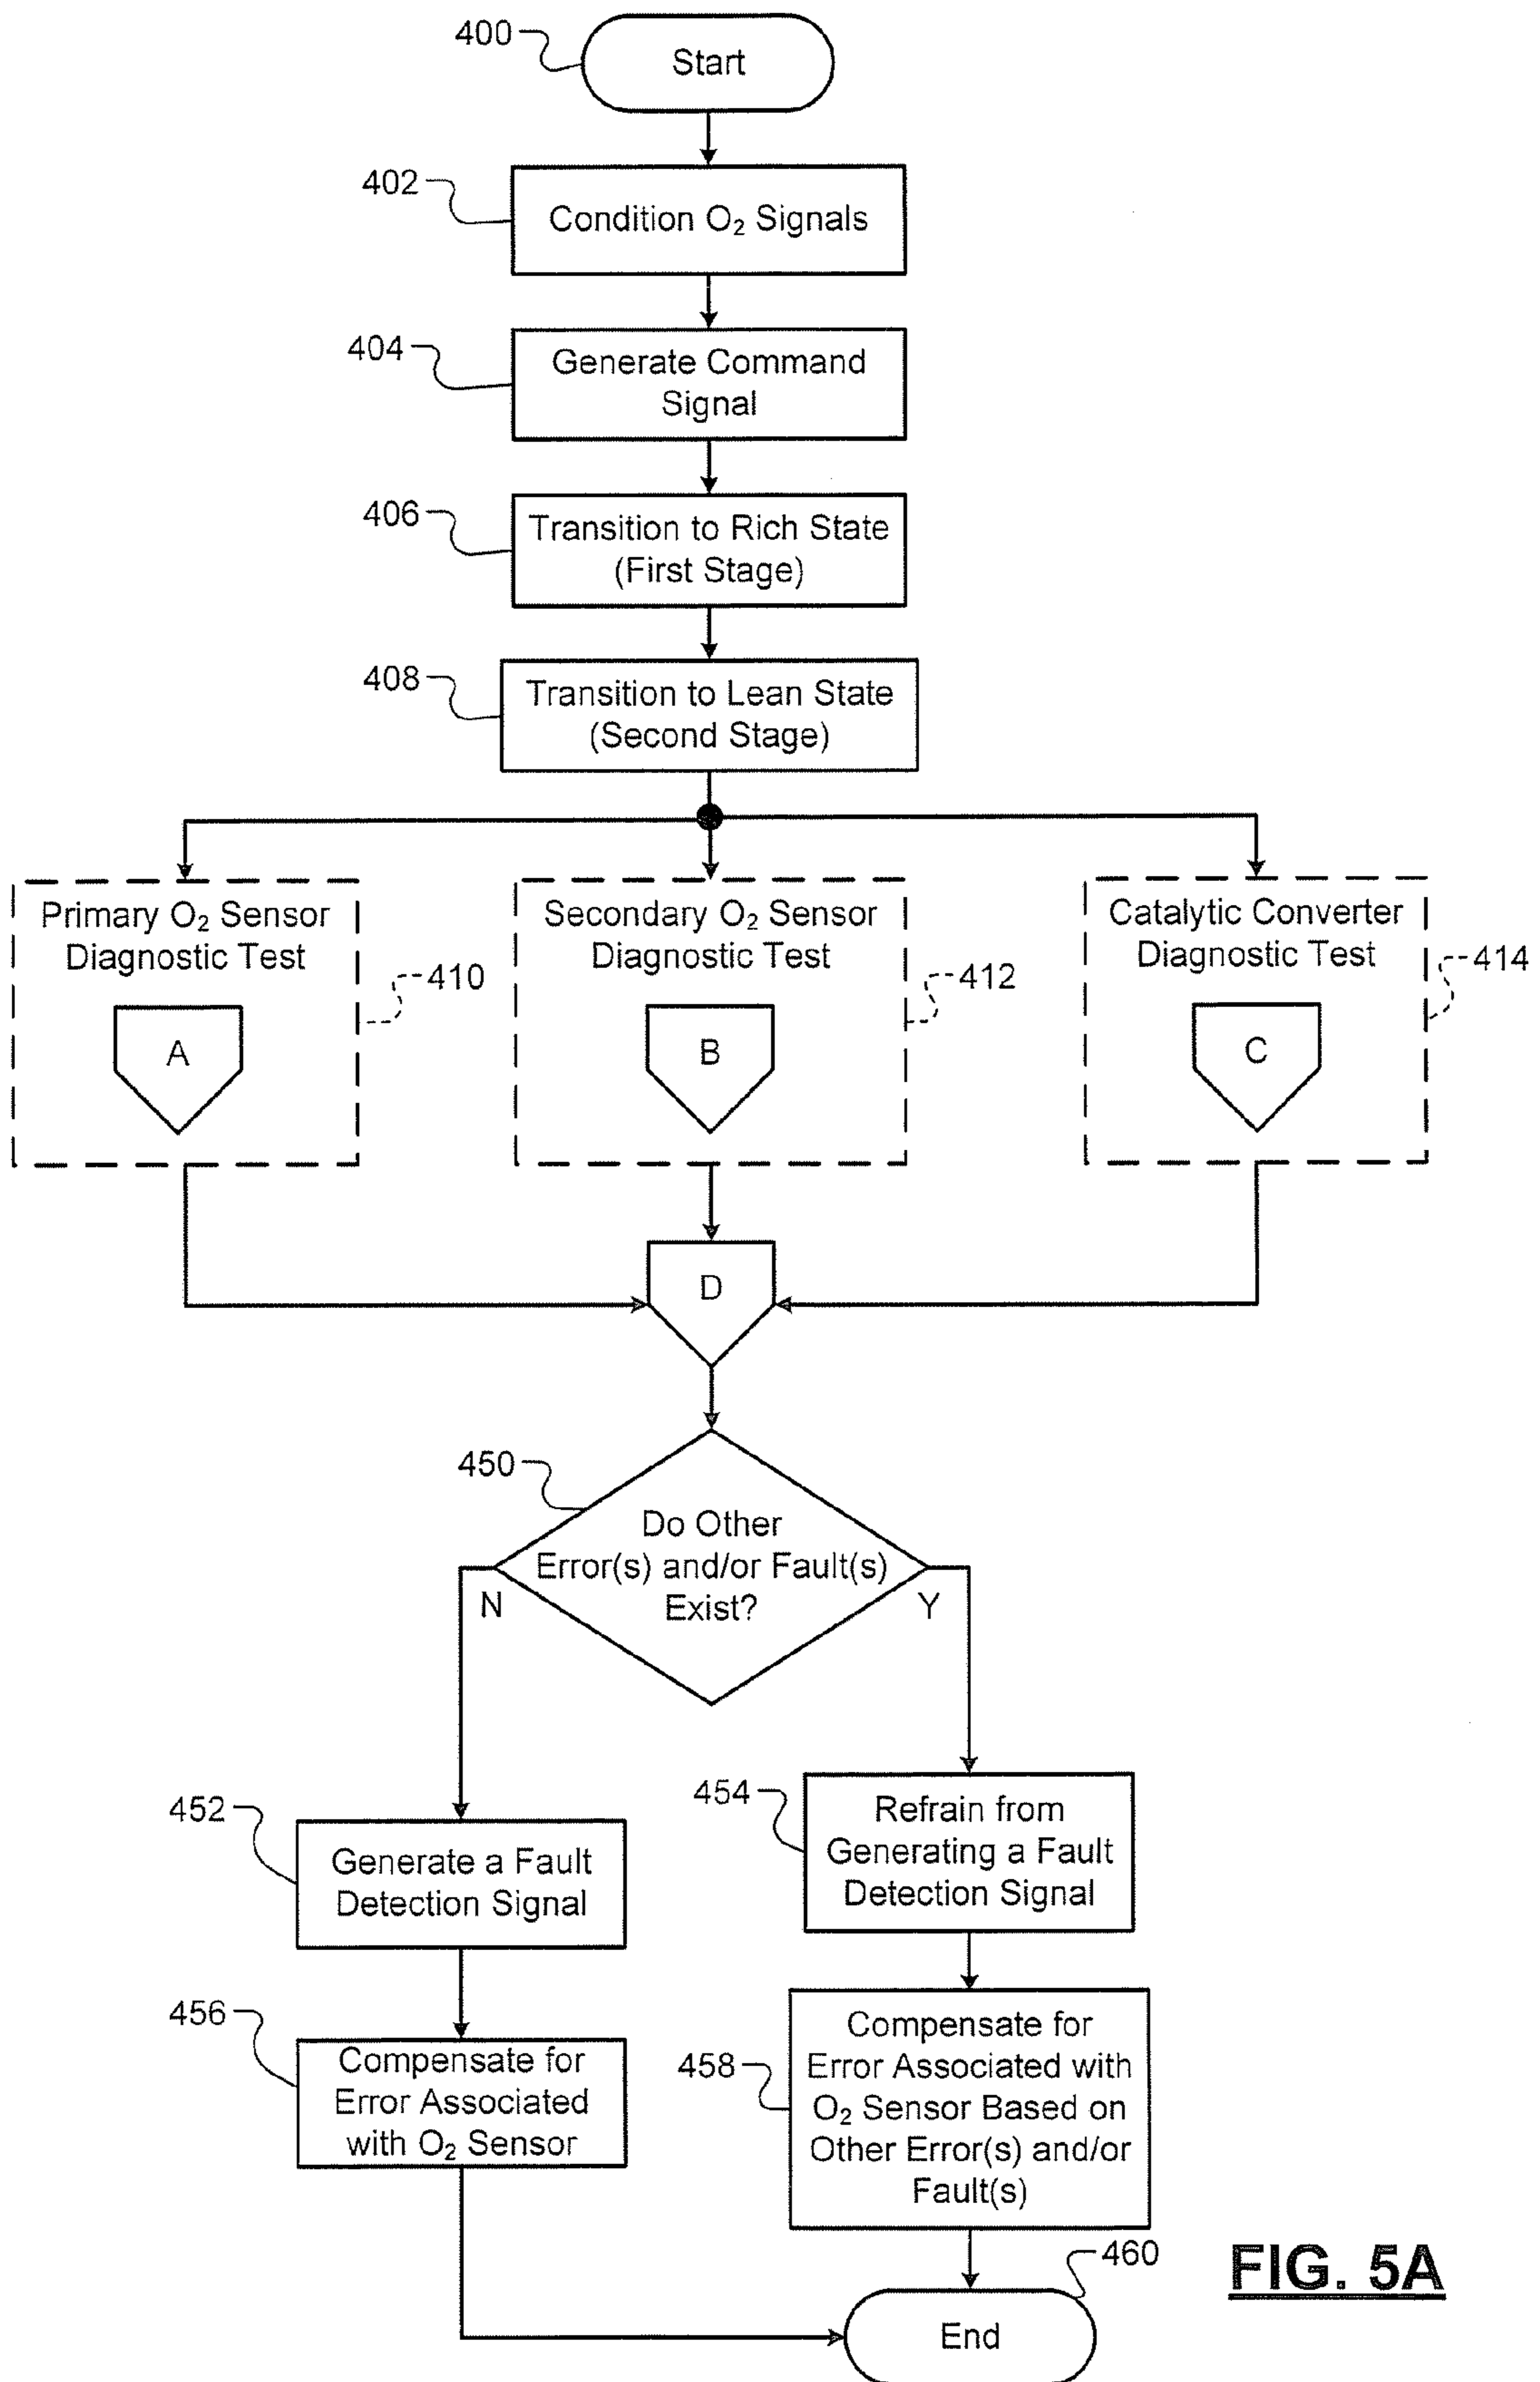 400
Start
402
Condition O₂ Signals
404
Generate Command
Signal
406
Transition to Rich State
(First Stage)
408
Transition to Lean State
(Second Stage)
Primary O₂ Sensor
Diagnostic Test
410
A
Secondary O₂ Sensor
Diagnostic Test
412
B
Catalytic Converter
Diagnostic Test
414
C
D
450
Do Other
Error(s) and/or Fault(s)
Exist?
N
Y
452
Generate a Fault
Detection Signal
454
Refrain from
Generating a Fault
Detection Signal
456
Compensate for
Error Associated
with O₂ Sensor
458
Compensate for
Error Associated with
O₂ Sensor Based on
Other Error(s) and/or
Fault(s)
460
End
FIG. 5A